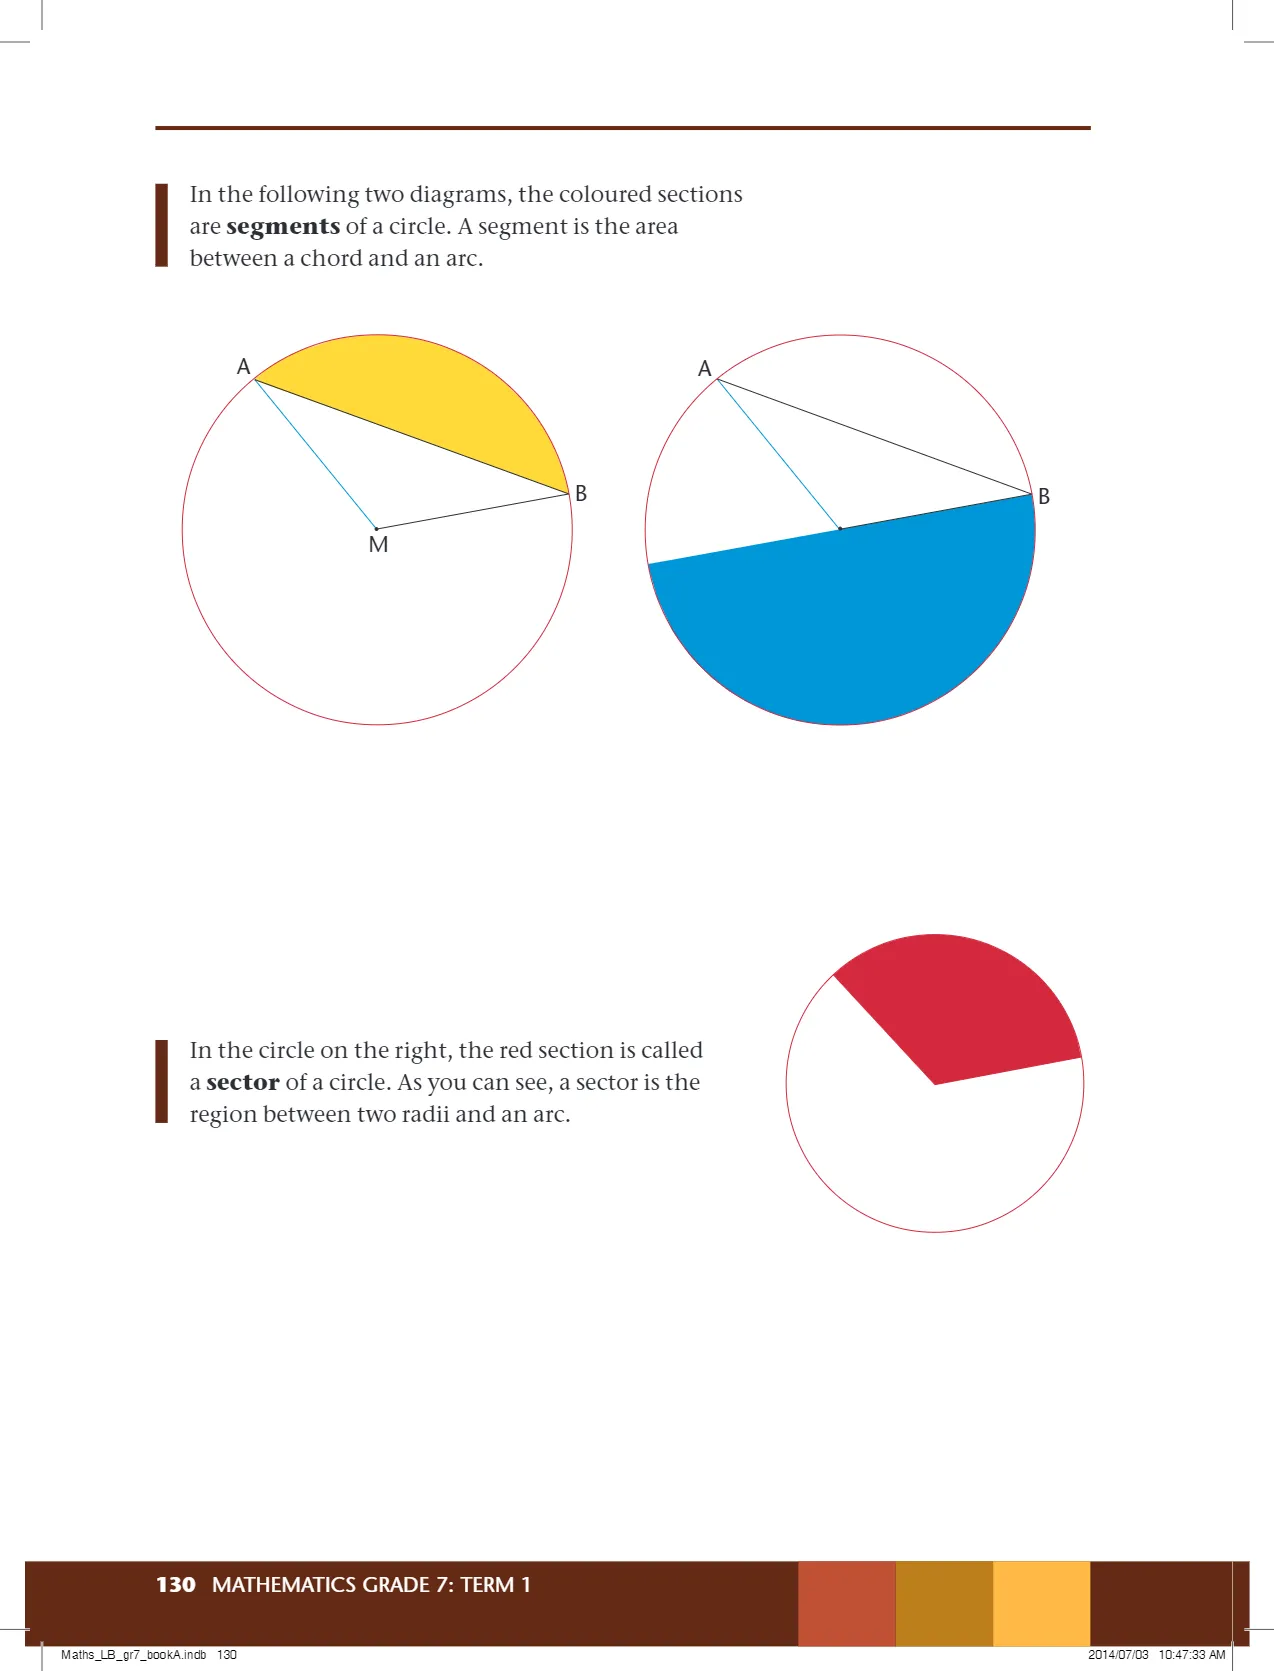 In the following two diagrams, the coloured sections
are segments of a circle. A segment is the area
between a chord and an arc.
A
B
M
A
B
In the circle on the right, the red section is called
a sector of a circle. As you can see, a sector is the
region between two radii and an arc.
130 MATHEMATICS GRADE 7: TERM 1
Maths_LB_gr7_bookA.indb 130
2014/07/03 10:47:33 AM